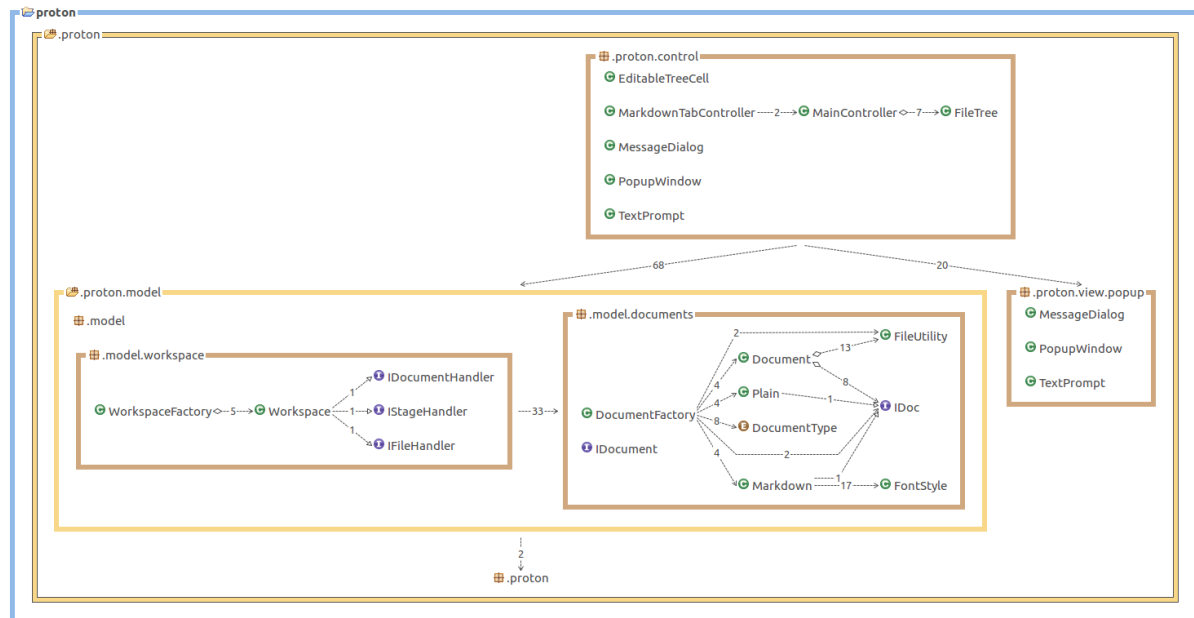 proton
.proton
.proton.control
EditableTreeCell
MarkdownTabController 2 MainController 7 FileTree
MessageDialog
PopupWindow
TextPrompt
68
20
.proton.model
.model
.model.workspace
WorkspaceFactory 5 Workspace
1 IDocumentHandler
1 IStageHandler
1 IFileHandler
33
.model.documents
DocumentFactory
IDocument
2 FileUtility
4 Document 13
8
4 Plain 1 IDoc
8 DocumentType
2
4 Markdown 1
17 FontStyle
.proton.view.popup
MessageDialog
PopupWindow
TextPrompt
2
.proton